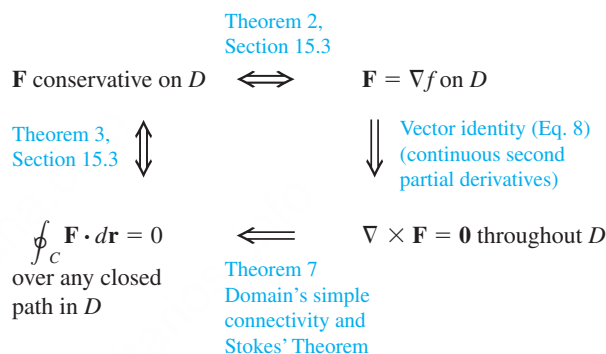 Theorem 2,
Section 15.3
F conservative on D ⟺ F = ∇f on D
Theorem 3,
Section 15.3
⇕
⇓
Vector identity (Eq. 8)
(continuous second
partial derivatives)
∮_C F · dr = 0 ⟸ ∇ × F = 0 throughout D
over any closed
path in D
Theorem 7
Domain's simple
connectivity and
Stokes' Theorem